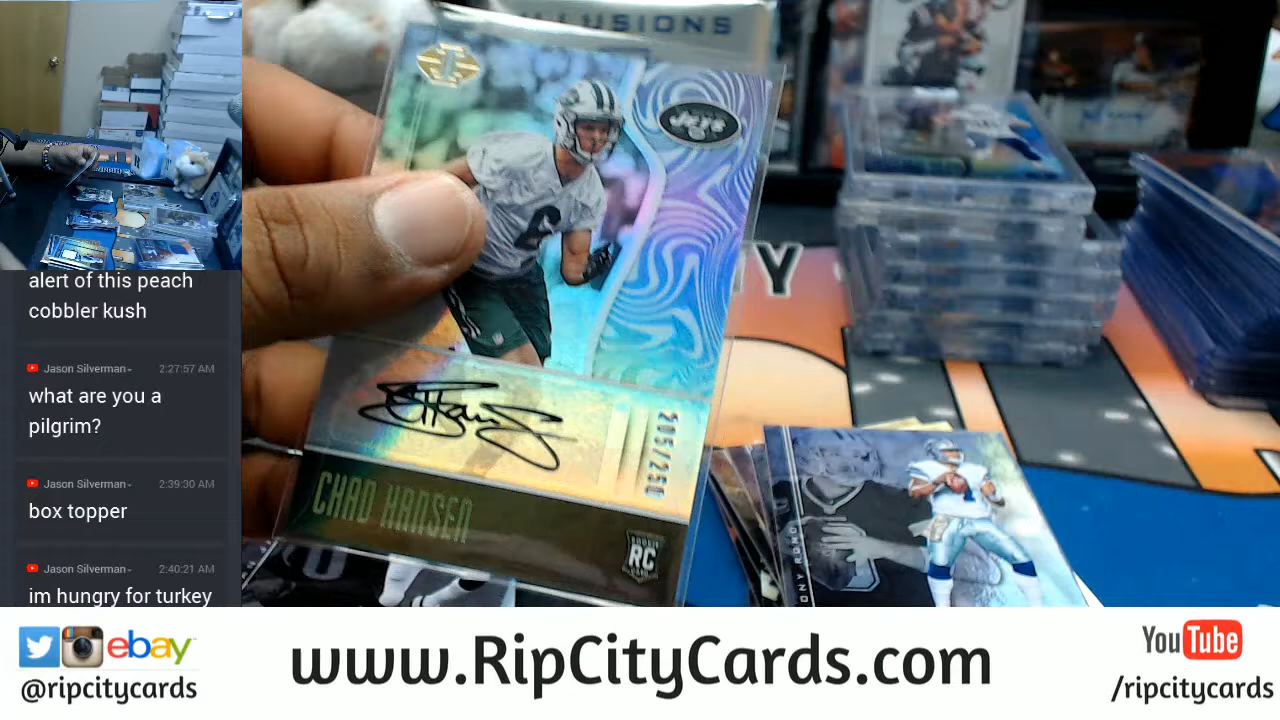 ILLUSIONS
JETS
6
205/250
CHAD HANSEN
ROOKIE
RC
Y
alert of this peach
cobbler kush
Jason Silverman
2:27:57 AM
what are you a
pilgrim?
Jason Silverman
2:39:30 AM
box topper
Jason Silverman
2:40:21 AM
im hungry for turkey
ebay
@ripcitycards
www.RipCityCards.com
YouTube
/ripcitycards